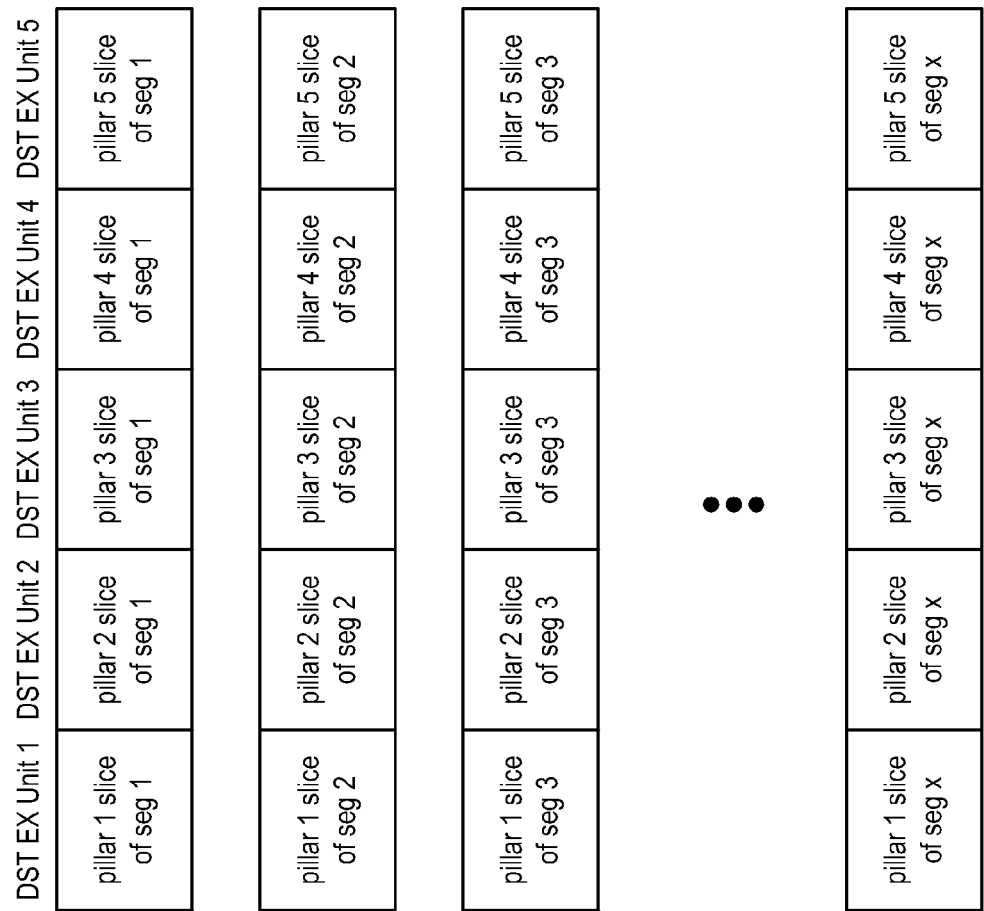 DST EX Unit 1
DST EX Unit 2
DST EX Unit 3
DST EX Unit 4
DST EX Unit 5
pillar 1 slice
of seg 1
pillar 2 slice
of seg 1
pillar 3 slice
of seg 1
pillar 4 slice
of seg 1
pillar 5 slice
of seg 1
pillar 1 slice
of seg 2
pillar 2 slice
of seg 2
pillar 3 slice
of seg 2
pillar 4 slice
of seg 2
pillar 5 slice
of seg 2
pillar 1 slice
of seg 3
pillar 2 slice
of seg 3
pillar 3 slice
of seg 3
pillar 4 slice
of seg 3
pillar 5 slice
of seg 3
pillar 1 slice
of seg x
pillar 2 slice
of seg x
pillar 3 slice
of seg x
pillar 4 slice
of seg x
pillar 5 slice
of seg x